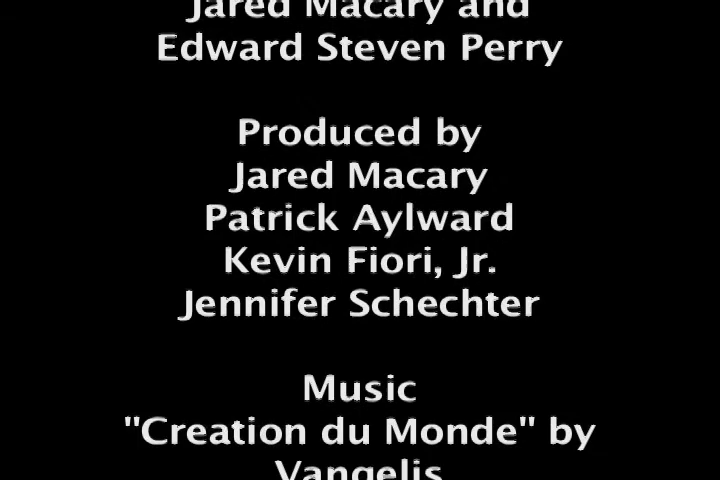 Jared Macary and
Edward Steven Perry
Produced by
Jared Macary
Patrick Aylward
Kevin Fiori, Jr.
Jennifer Schechter
Music
"Creation du Monde" by
Vangelis